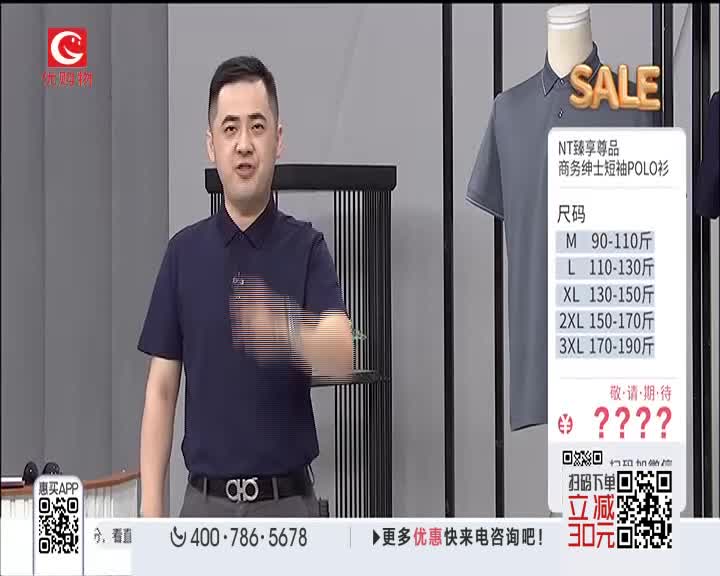 优购物
SALE
NT臻享尊品
商务绅士短袖POLO衫
尺码
M 90-110斤
L 110-130斤
XL 130-150斤
2XL 150-170斤
3XL 170-190斤
敬·请·期·待
¥ ????
扫码下单
立减
30元
惠买APP
看直
400·786·5678
更多优惠快来电咨询吧！